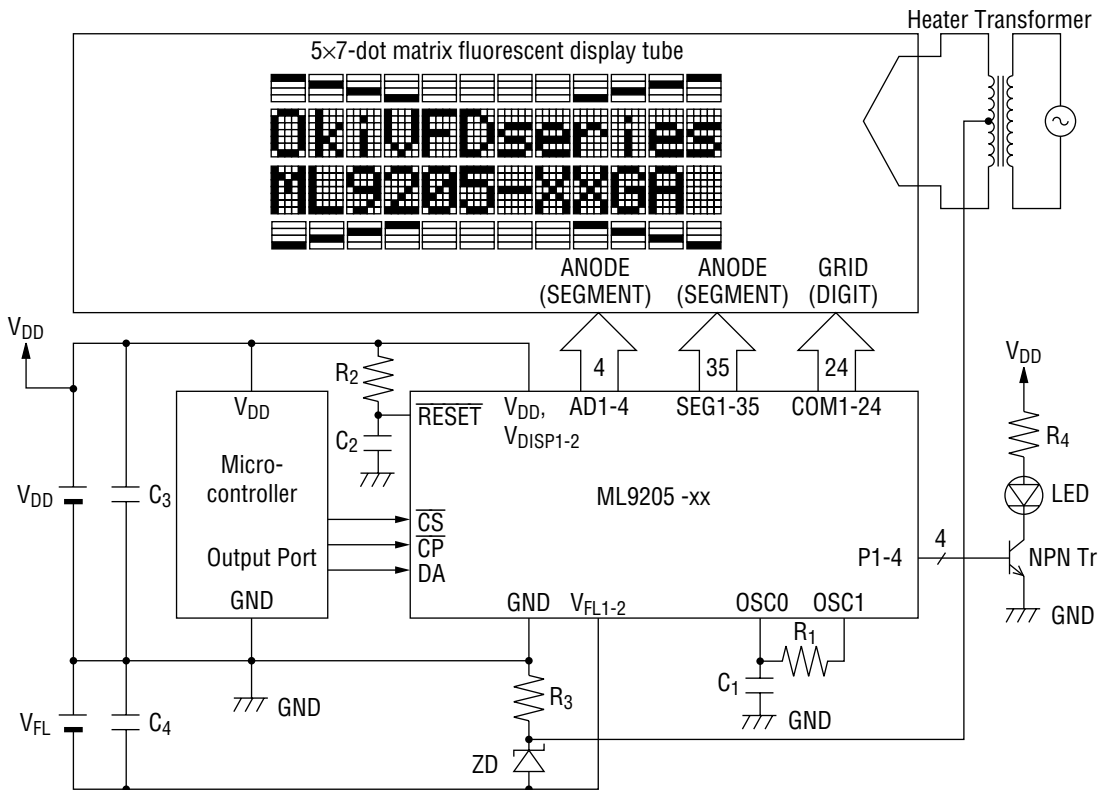 Heater Transformer
5×7-dot matrix fluorescent display tube
OkiVFDseries
ML9205-XXGA
ANODE
(SEGMENT)
ANODE
(SEGMENT)
GRID
(DIGIT)
4
35
24
VDD
VDD
R2
C2
RESET
VDD,
VDISP1-2
AD1-4
SEG1-35
COM1-24
VDD
Micro-
controller
Output Port
GND
CS
CP
DA
ML9205 -xx
P1-4
4
R4
LED
NPN Tr
GND
VDD
C3
GND
VFL1-2
OSC0
OSC1
R1
C1
GND
GND
R3
VFL
C4
ZD